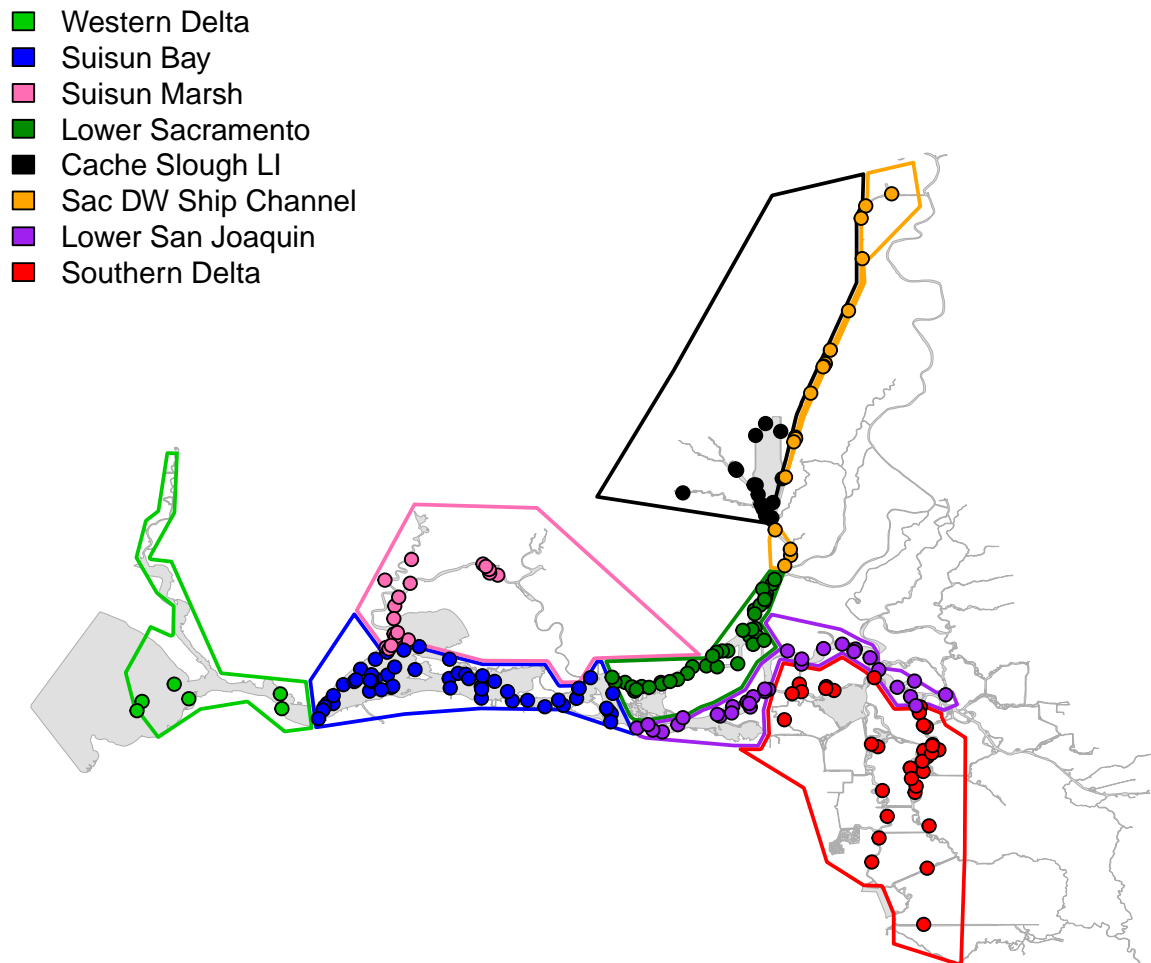 Western Delta
Suisun Bay
Suisun Marsh
Lower Sacramento
Cache Slough LI
Sac DW Ship Channel
Lower San Joaquin
Southern Delta